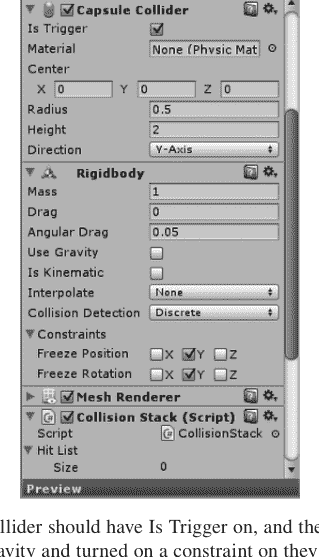 Capsule Collider
Is Trigger
Material None (Physic Mat
Center
X 0 Y 0 Z 0
Radius 0.5
Height 2
Direction Y-Axis
Rigidbody
Mass 1
Drag 0
Angular Drag 0.05
Use Gravity
Is Kinematic
Interpolate None
Collision Detection Discrete
Constraints
Freeze Position X Y Z
Freeze Rotation X Y Z
Mesh Renderer
Collision Stack (Script)
Script CollisionStack
Hit List
Size 0
Preview
llider should have Is Trigger on, and the
avity and turned on a constraint on they